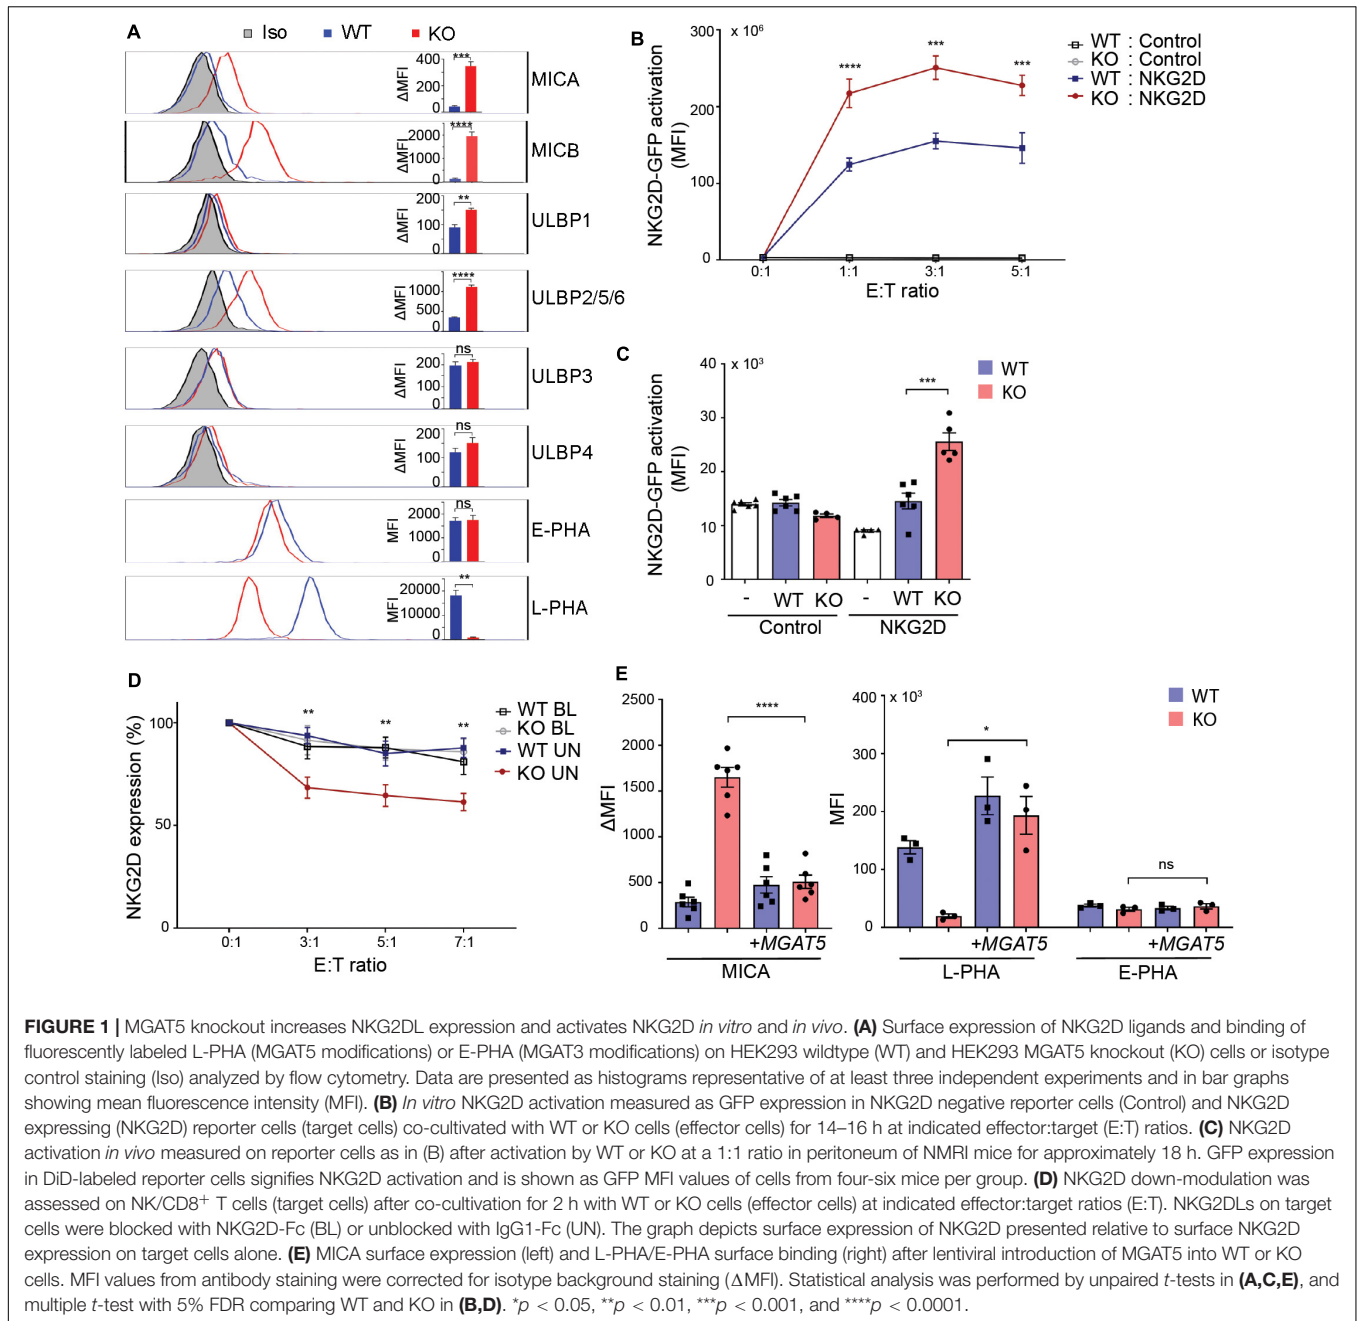 A
Iso WT KO
ΔMFI 400 200 0 *** MICA
ΔMFI 2000 1000 0 **** MICB
ΔMFI 200 100 0 ** ULBP1
ΔMFI 1000 500 0 **** ULBP2/5/6
ΔMFI 200 100 0 ns ULBP3
ΔMFI 200 100 0 ns ULBP4
MFI 2000 1000 0 ns E-PHA
MFI 20000 10000 0 ** L-PHA
B
NKG2D-GFP activation
(MFI)
x 10⁶
300
200
100
0
**** *** ***
0:1 1:1 3:1 5:1
E:T ratio
WT : Control
KO : Control
WT : NKG2D
KO : NKG2D
C
NKG2D-GFP activation
(MFI)
x 10³
40
30
20
10
0
***
WT
KO
- WT KO - WT KO
Control NKG2D
D
NKG2D expression (%)
100
50
0
** ** **
0:1 3:1 5:1 7:1
E:T ratio
WT BL
KO BL
WT UN
KO UN
E
ΔMFI
2500
2000
1500
1000
500
0
****
+MGAT5
MICA
MFI
400 x 10³
300
200
100
0
* ns
WT
KO
+MGAT5 +MGAT5
L-PHA E-PHA
FIGURE 1 | MGAT5 knockout increases NKG2DL expression and activates NKG2D in vitro and in vivo. (A) Surface expression of NKG2D ligands and binding of
fluorescently labeled L-PHA (MGAT5 modifications) or E-PHA (MGAT3 modifications) on HEK293 wildtype (WT) and HEK293 MGAT5 knockout (KO) cells or isotype
control staining (Iso) analyzed by flow cytometry. Data are presented as histograms representative of at least three independent experiments and in bar graphs
showing mean fluorescence intensity (MFI). (B) In vitro NKG2D activation measured as GFP expression in NKG2D negative reporter cells (Control) and NKG2D
expressing (NKG2D) reporter cells (target cells) co-cultivated with WT or KO cells (effector cells) for 14–16 h at indicated effector:target (E:T) ratios. (C) NKG2D
activation in vivo measured on reporter cells as in (B) after activation by WT or KO at a 1:1 ratio in peritoneum of NMRI mice for approximately 18 h. GFP expression
in DiD-labeled reporter cells signifies NKG2D activation and is shown as GFP MFI values of cells from four-six mice per group. (D) NKG2D down-modulation was
assessed on NK/CD8⁺ T cells (target cells) after co-cultivation for 2 h with WT or KO cells (effector cells) at indicated effector:target ratios (E:T). NKG2DLs on target
cells were blocked with NKG2D-Fc (BL) or unblocked with IgG1-Fc (UN). The graph depicts surface expression of NKG2D presented relative to surface NKG2D
expression on target cells alone. (E) MICA surface expression (left) and L-PHA/E-PHA surface binding (right) after lentiviral introduction of MGAT5 into WT or KO
cells. MFI values from antibody staining were corrected for isotype background staining (ΔMFI). Statistical analysis was performed by unpaired t-tests in (A,C,E), and
multiple t-test with 5% FDR comparing WT and KO in (B,D). *p < 0.05, **p < 0.01, ***p < 0.001, and ****p < 0.0001.